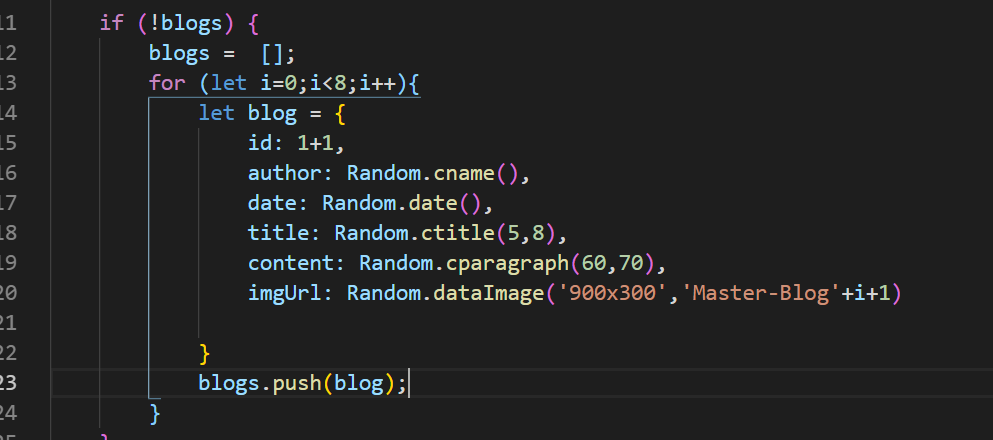 11 if (!blogs) {
12 blogs =  [];
13 for (let i=0;i<8;i++){
14 let blog = {
15 id: 1+1,
16 author: Random.cname(),
17 date: Random.date(),
18 title: Random.ctitle(5,8),
19 content: Random.cparagraph(60,70),
20 imgUrl: Random.dataImage('900x300','Master-Blog'+i+1)
21
22 }
23 blogs.push(blog);
24 }
25 }